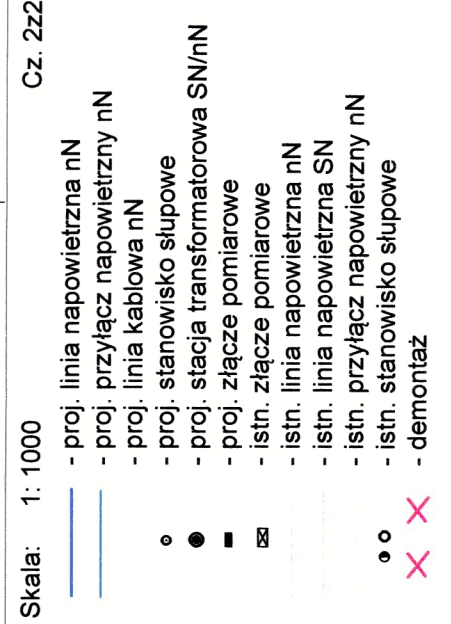 Skala: 1: 1000 Cz. 2z2
- proj. linia napowietrzna nN
- proj. przyłącz napowietrzny nN
- proj. linia kablowa nN
- proj. stanowisko słupowe
- proj. stacja transformatorowa SN/nN
- proj. złącze pomiarowe
- istn. złącze pomiarowe
- istn. linia napowietrzna nN
- istn. linia napowietrzna SN
- istn. przyłącz napowietrzny nN
- istn. stanowisko słupowe
- demontaż